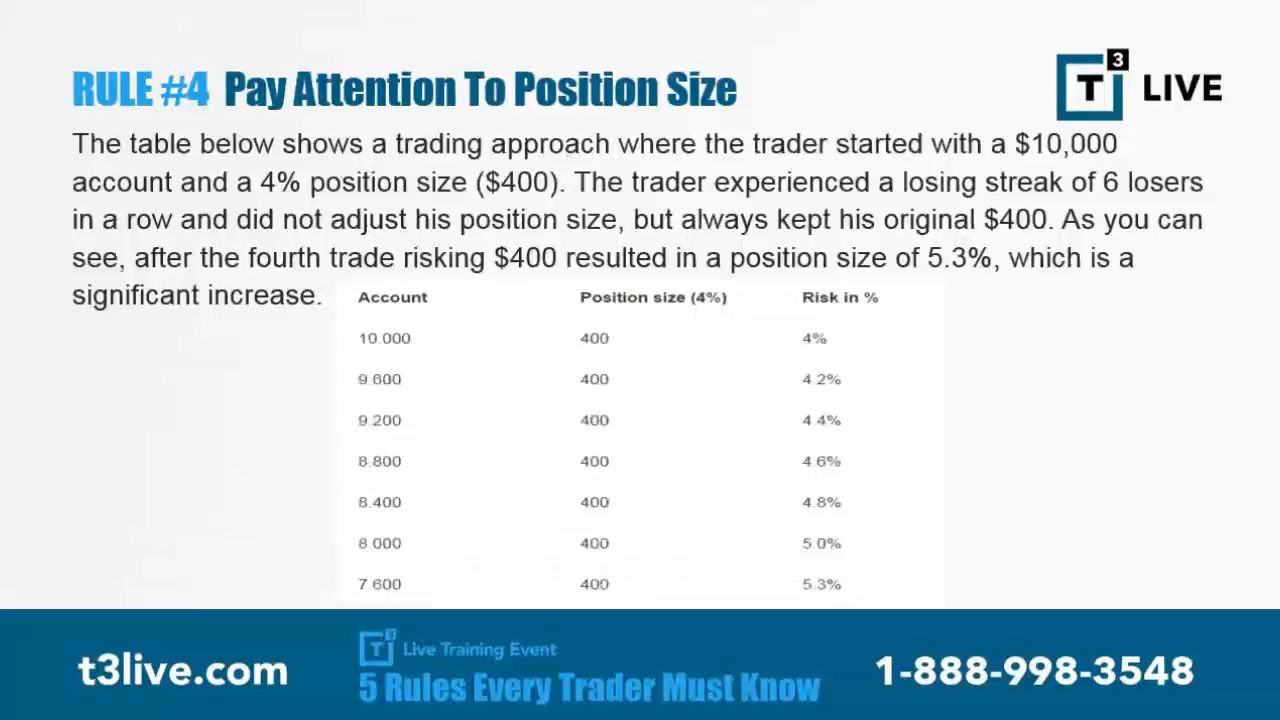 RULE #4 Pay Attention To Position Size
T3 LIVE
The table below shows a trading approach where the trader started with a $10,000
account and a 4% position size ($400). The trader experienced a losing streak of 6 losers
in a row and did not adjust his position size, but always kept his original $400. As you can
see, after the fourth trade risking $400 resulted in a position size of 5.3%, which is a
significant increase.
Account Position size (4%) Risk in %
10.000 400 4%
9.600 400 4.2%
9.200 400 4.4%
8.800 400 4.6%
8.400 400 4.8%
8.000 400 5.0%
7.600 400 5.3%
t3live.com
T3 Live Training Event
5 Rules Every Trader Must Know
1-888-998-3548